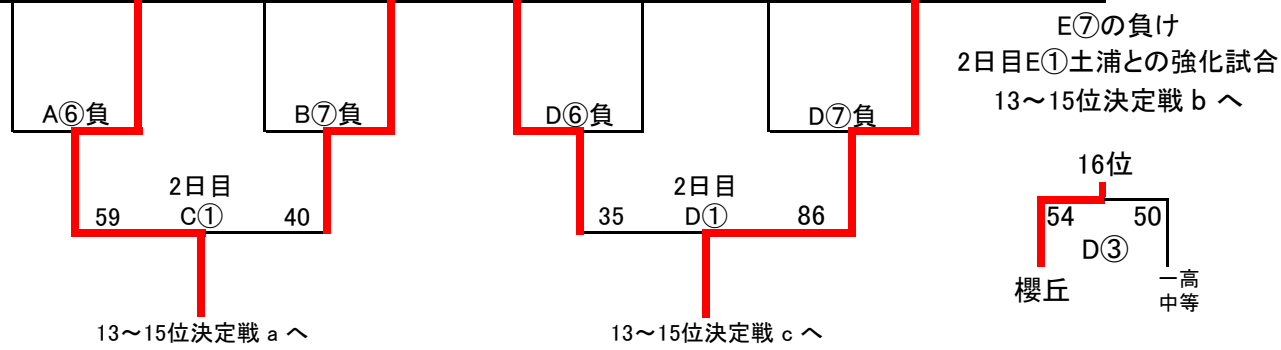 E⑦の負け
2日目E①土浦との強化試合
13～15位決定戦 b へ
A⑥負
B⑦負
D⑥負
D⑦負
16位
2日目
2日目
59
C①
40
35
D①
86
54
50
D③
櫻丘
一高
中等
13～15位決定戦 a へ
13～15位決定戦 c へ